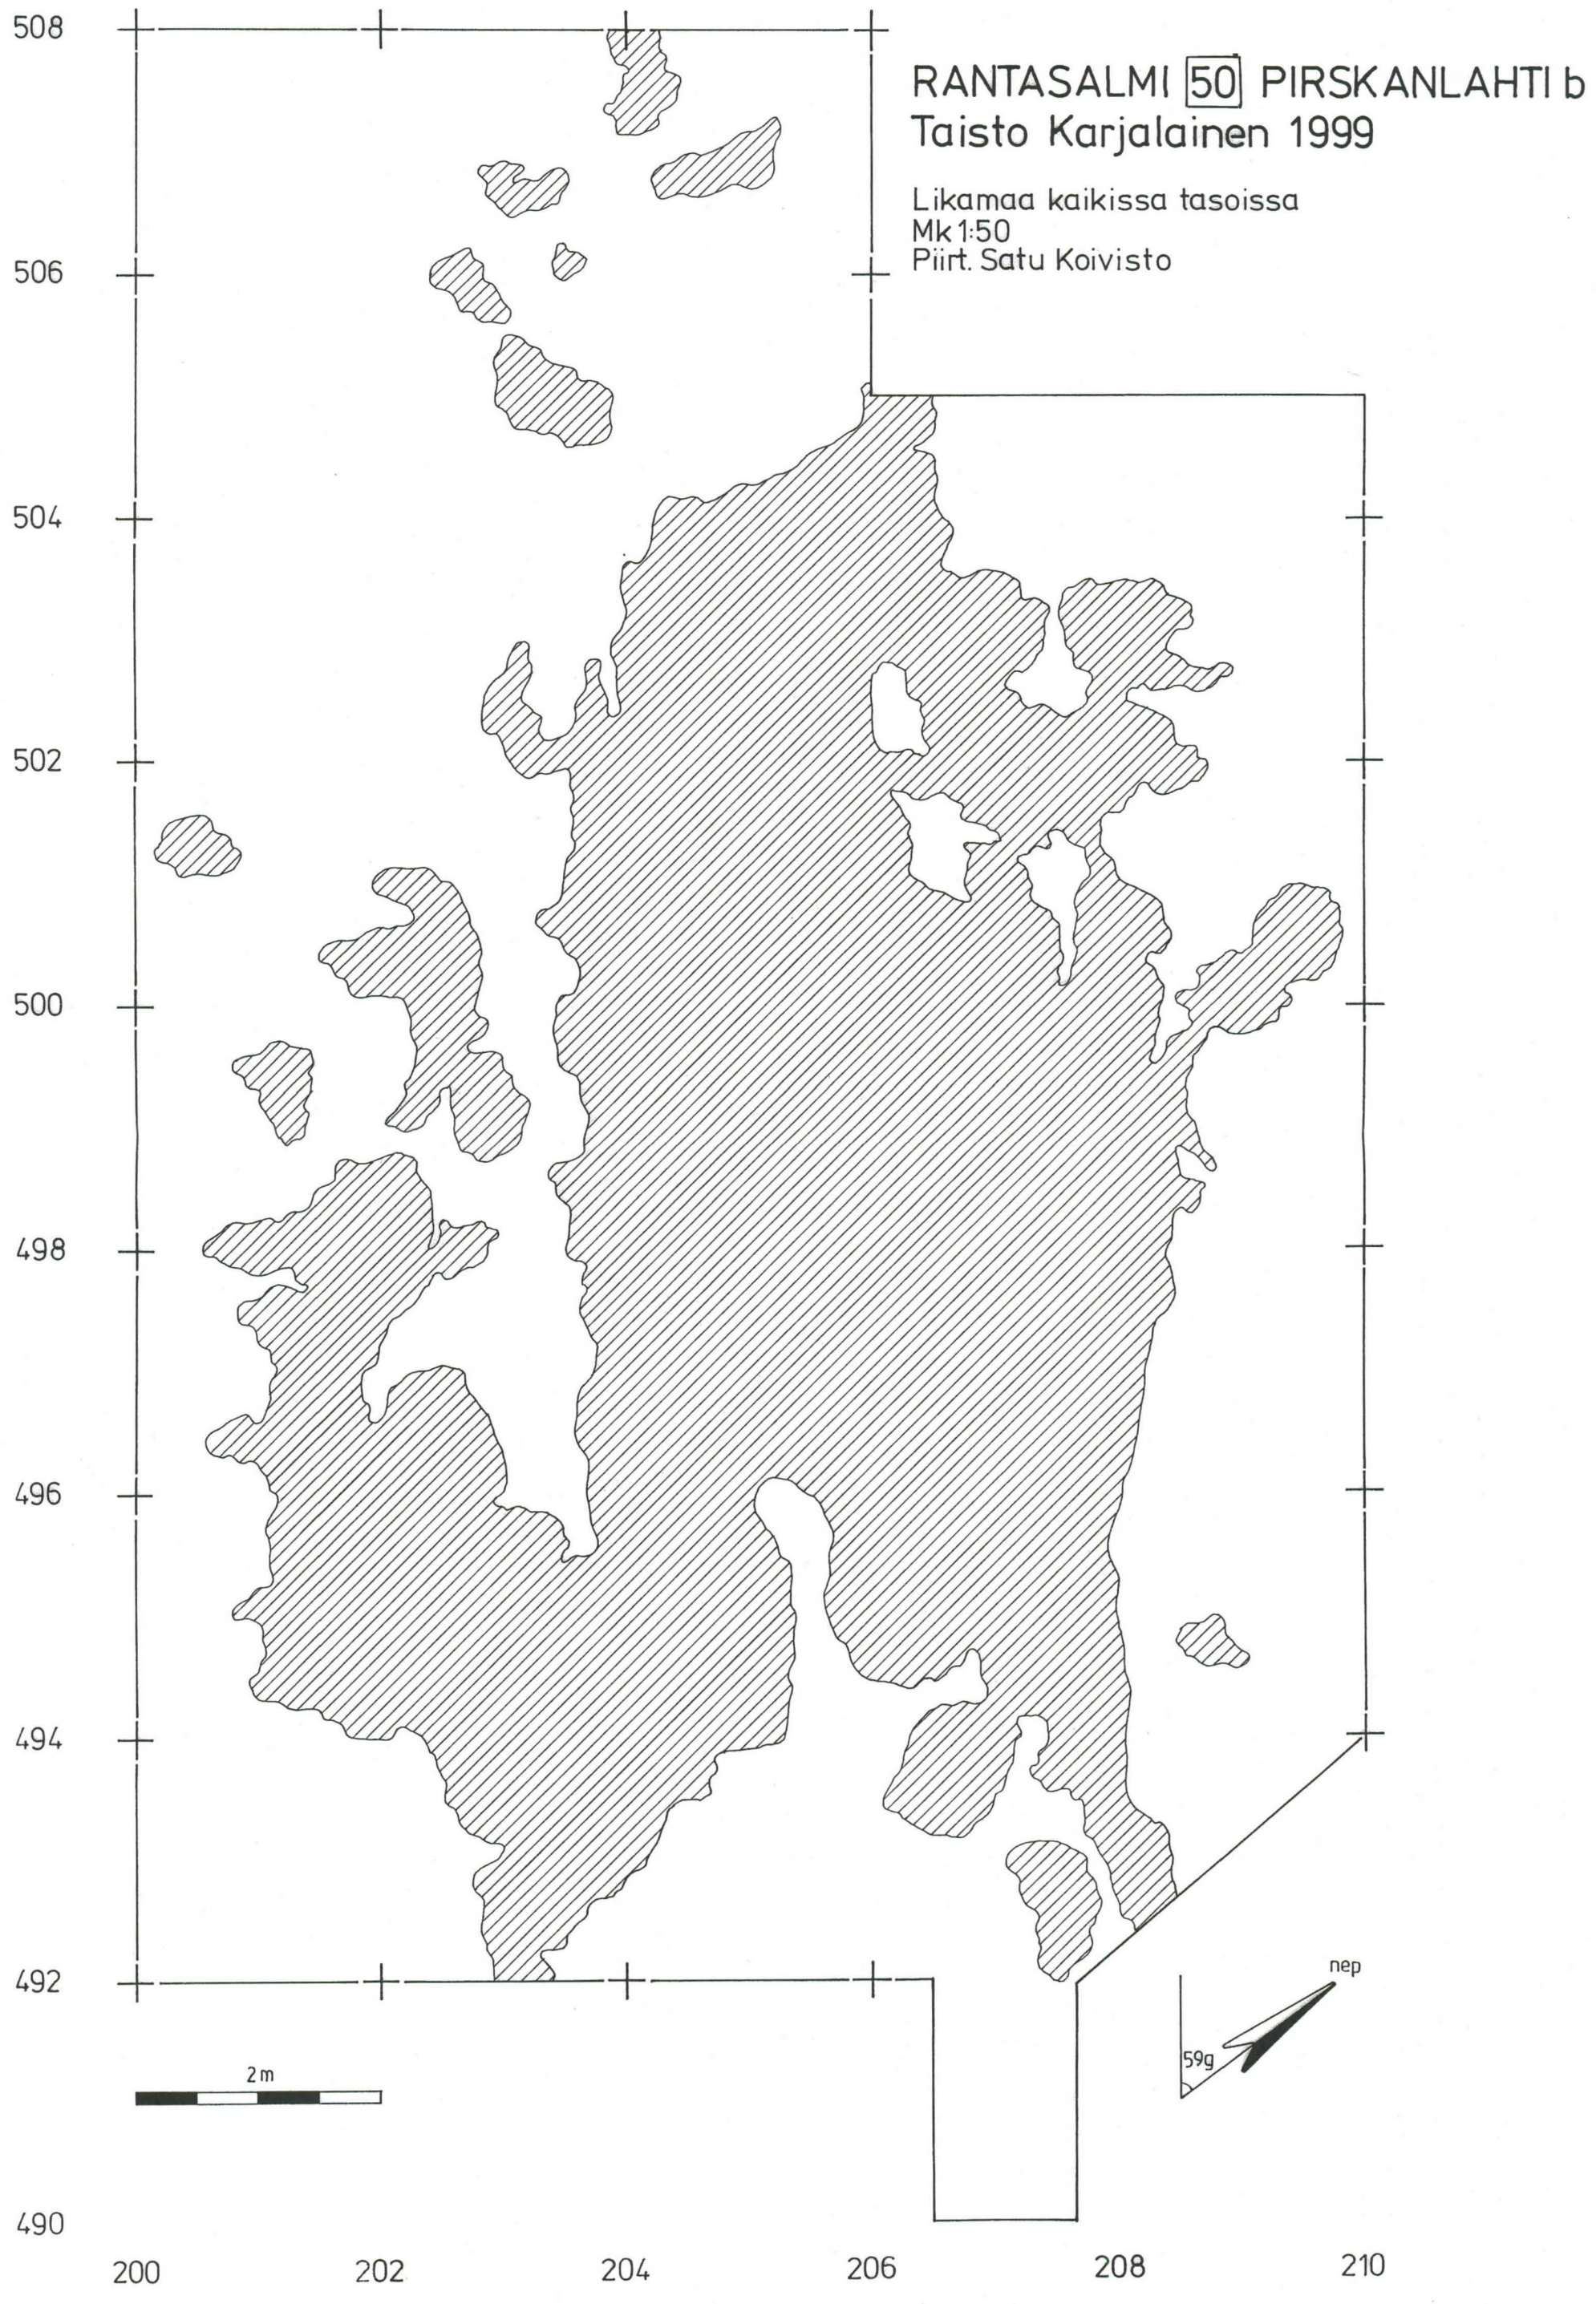 RANTASALMI 50 PIRSKANLAHTI b
Taisto Karjalainen 1999
Likamaa kaikissa tasoissa
Mk 1:50
Piirt. Satu Koivisto
508
506
504
502
500
498
496
494
492
490
200 202 204 206 208 210
2 m
nep
59g